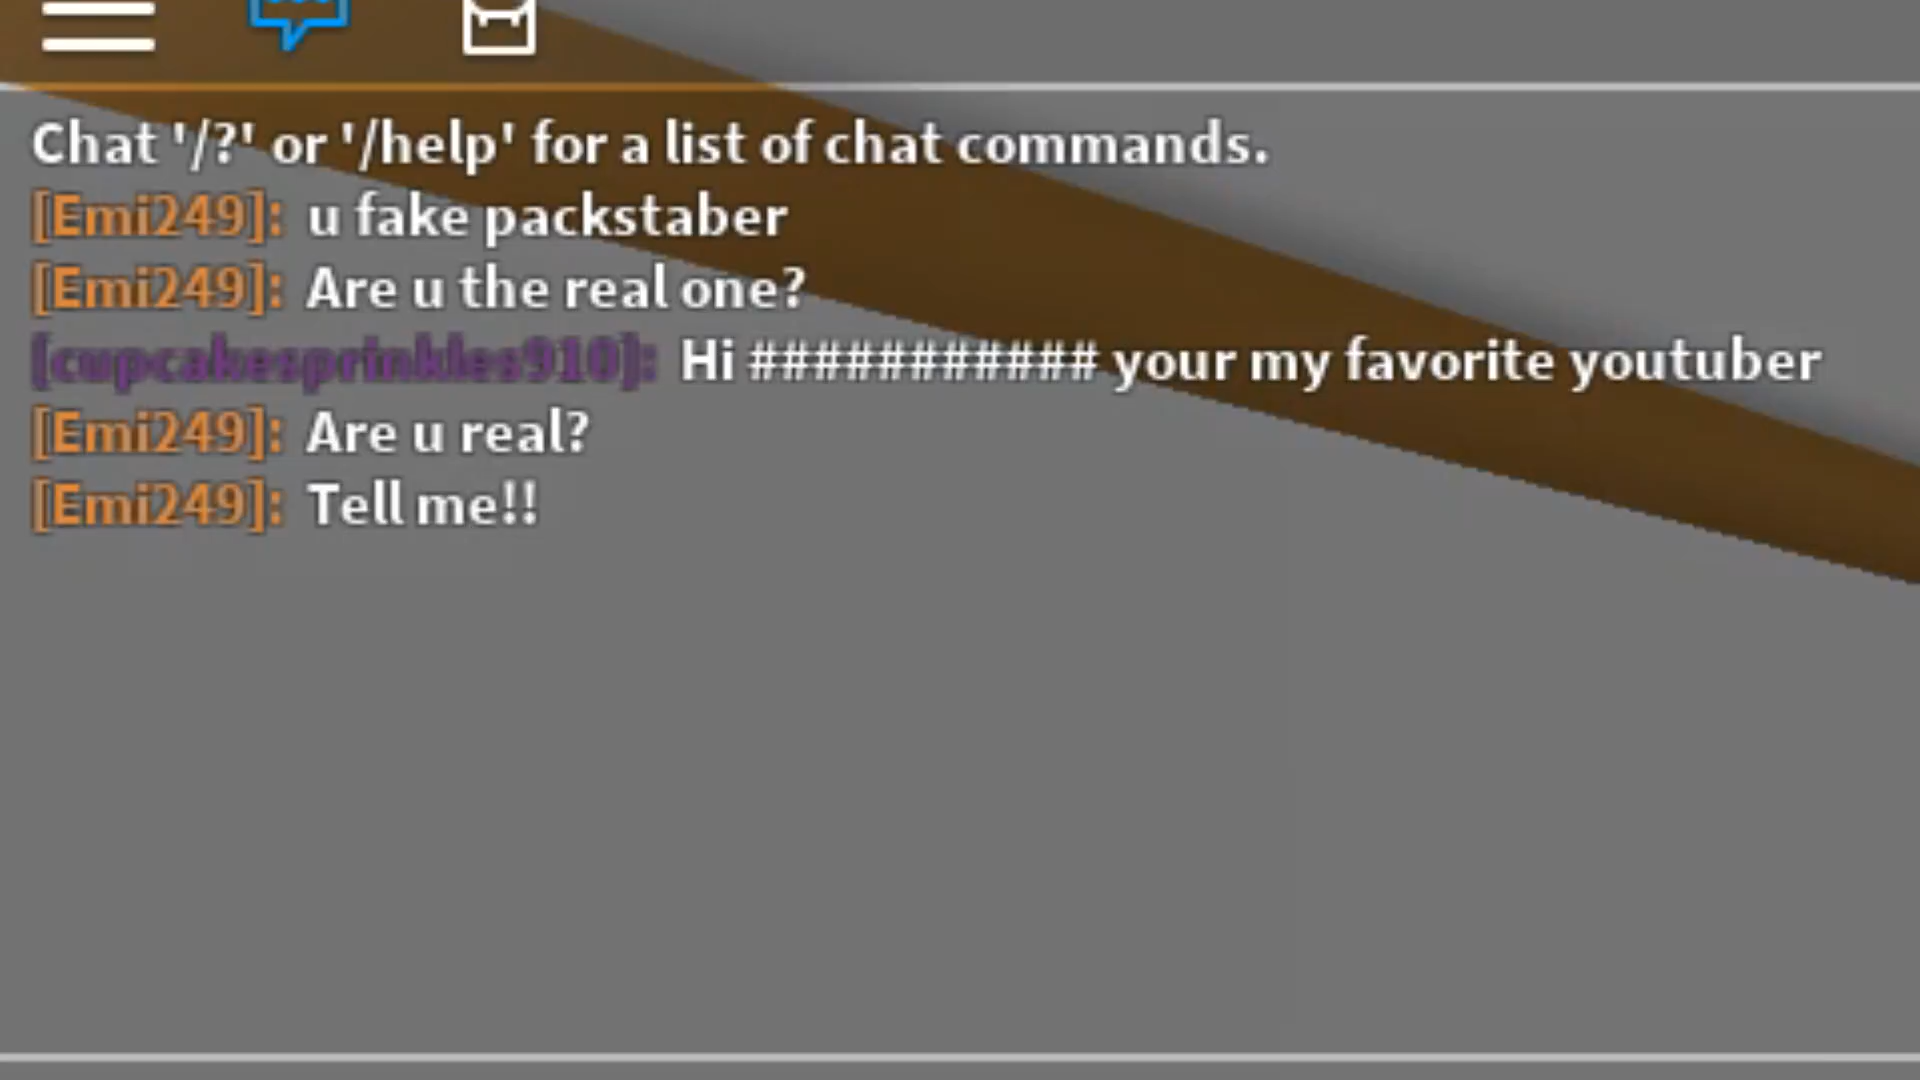 Chat '/?' or '/help' for a list of chat commands.
[Emi249]: u fake packstaber
[Emi249]: Are u the real one?
[cupcakesprinkles910]: Hi ########### your my favorite youtuber
[Emi249]: Are u real?
[Emi249]: Tell me!!